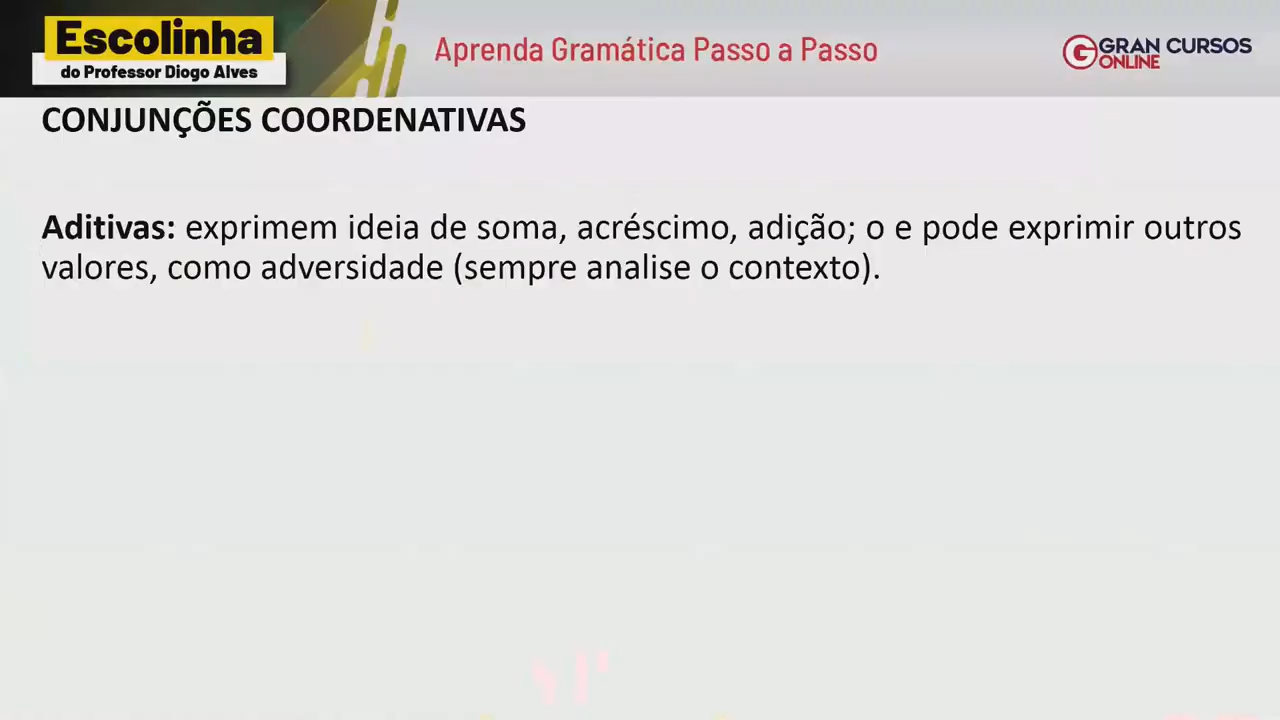 Escolinha
do Professor Diogo Alves
Aprenda Gramática Passo a Passo
GRAN CURSOS
ONLINE
CONJUNÇÕES COORDENATIVAS
Aditivas: exprimem ideia de soma, acréscimo, adição; o e pode exprimir outros
valores, como adversidade (sempre analise o contexto).